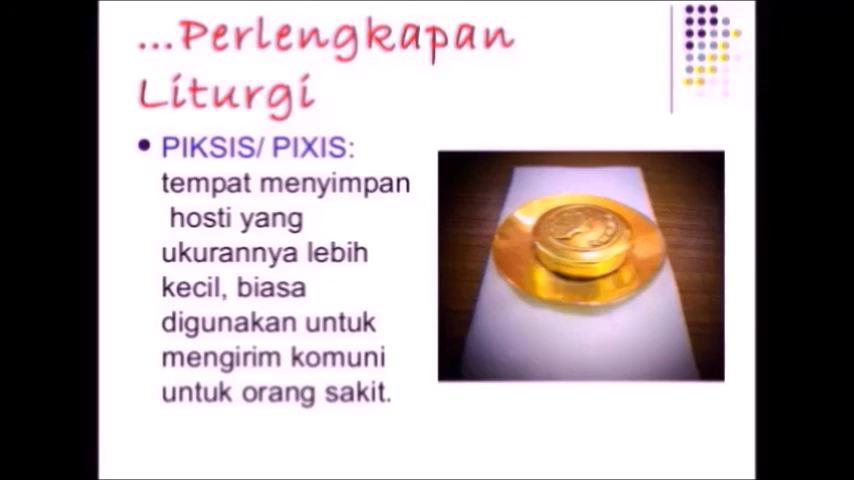 ...Perlengkapan
Liturgi
PIKSIS/ PIXIS:
tempat menyimpan
hosti yang
ukurannya lebih
kecil, biasa
digunakan untuk
mengirim komuni
untuk orang sakit.